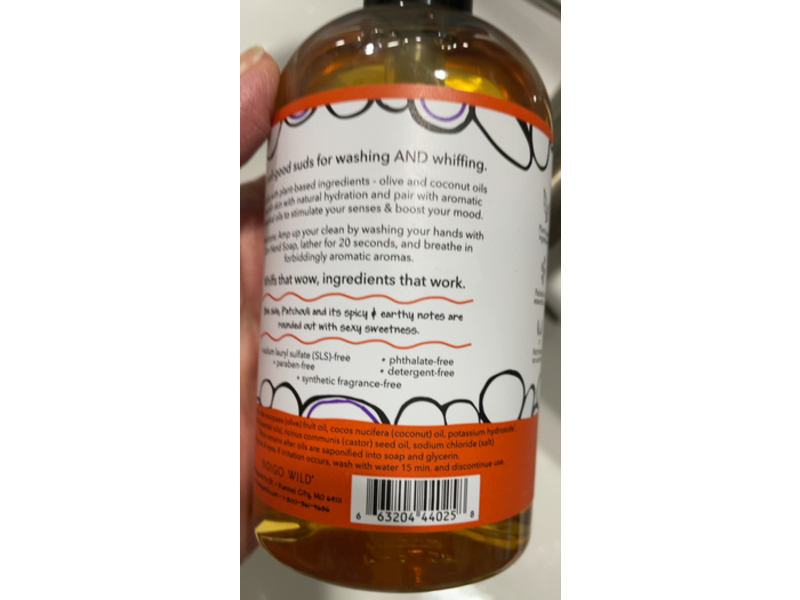 good suds for washing AND whiffing.
with plant-based ingredients - olive and coconut oils
skin with natural hydration and pair with aromatic
oils to stimulate your senses & boost your mood.
Amp up your clean by washing your hands with
Hand Soap, lather for 20 seconds, and breathe in
forbiddingly aromatic aromas.
Whiffs that wow, ingredients that work.
Patchouli and its spicy & earthy notes are
rounded out with sexy sweetness.
lauryl sulfate (SLS)-free
• phthalate-free
• paraben-free
• detergent-free
• synthetic fragrance-free
(olive) fruit oil, cocos nucifera (coconut) oil, potassium hydroxide*,
ricinus communis (castor) seed oil, sodium chloride (salt)
remains after oils are saponified into soap and glycerin.
eyes. If irritation occurs, wash with water 15 min. and discontinue use.
INDIGO WILD
Kansas City, MO
6 63204 44025 8